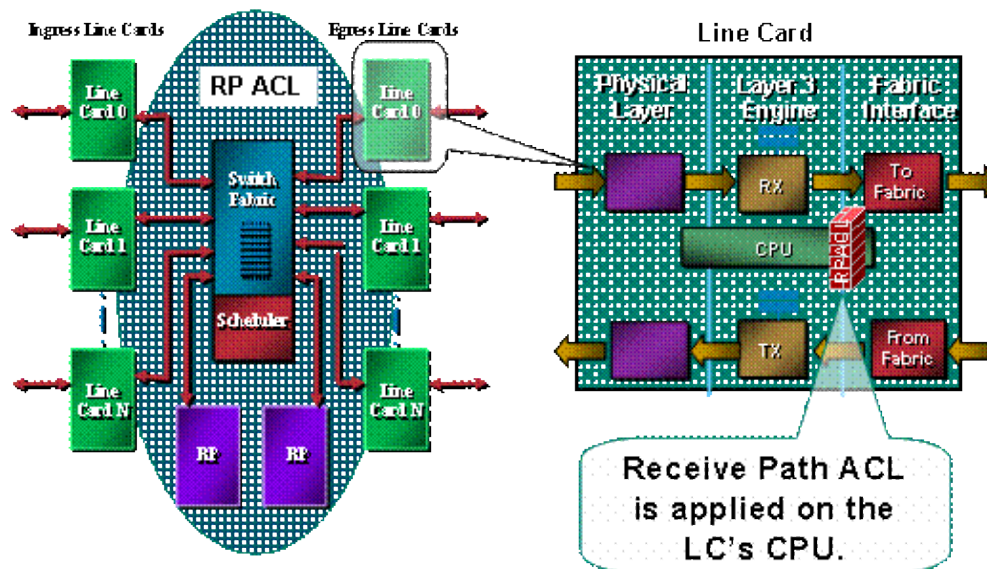 Ingress Line Cards
Egress Line Cards
RP ACL
Line
Card 0
Line
Card 0
Switch
Fabric
Line
Card 1
Line
Card 1
Scheduler
Line
Card N
Line
Card N
RP
RP
Line Card
Physical
Layer
Layer 3
Engine
Fabric
Interface
RX
To
Fabric
CPU
RPACL
TX
From
Fabric
Receive Path ACL
is applied on the
LC's CPU.